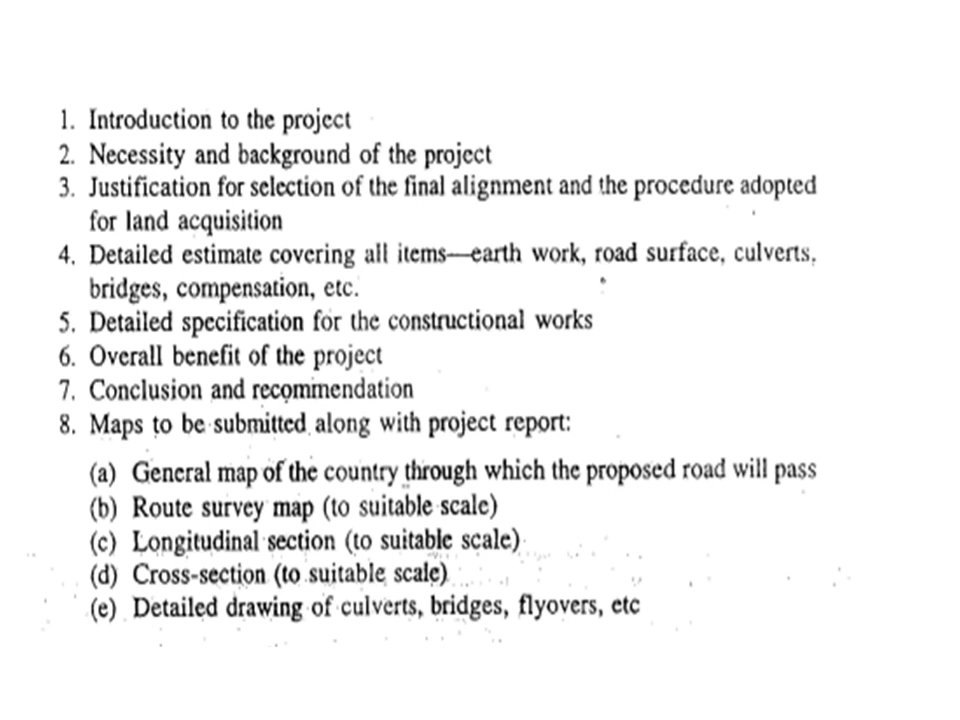 1. Introduction to the project
2. Necessity and background of the project
3. Justification for selection of the final alignment and the procedure adopted
for land acquisition
4. Detailed estimate covering all items—earth work, road surface, culverts,
bridges, compensation, etc.
5. Detailed specification for the constructional works
6. Overall benefit of the project
7. Conclusion and recommendation
8. Maps to be submitted along with project report:
(a) General map of the country through which the proposed road will pass
(b) Route survey map (to suitable scale)
(c) Longitudinal section (to suitable scale)
(d) Cross-section (to suitable scale)
(e) Detailed drawing of culverts, bridges, flyovers, etc